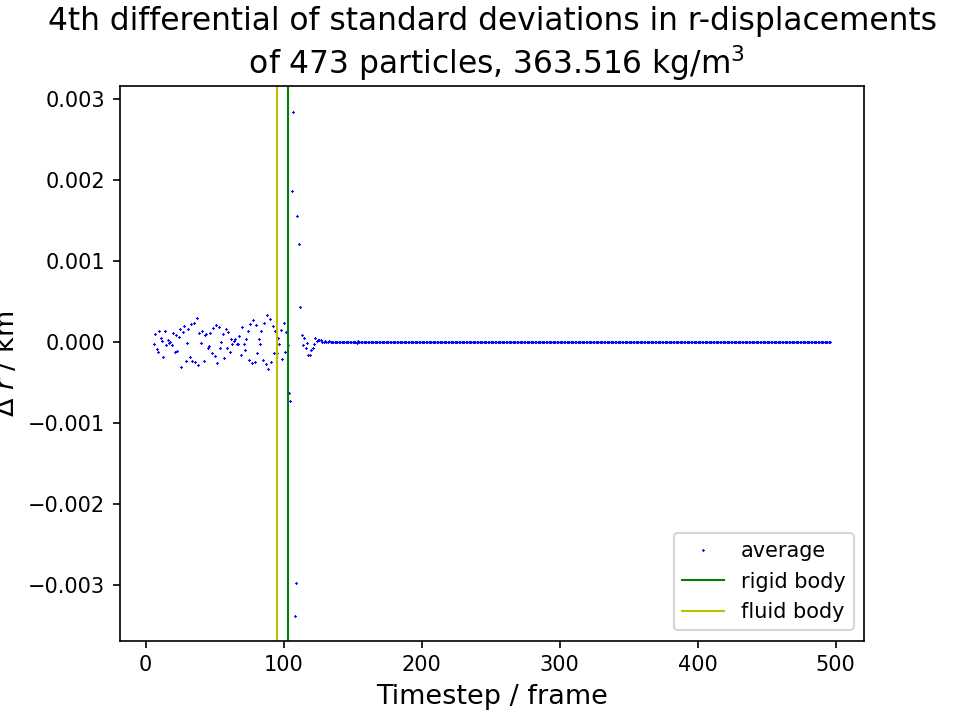 4th differential of standard deviations in r-displacements
of 473 particles, 363.516 kg/m³
0.003
0.002
0.001
0.000
−0.001
−0.002
−0.003
Δ r / km
average
rigid body
fluid body
0 100 200 300 400 500
Timestep / frame